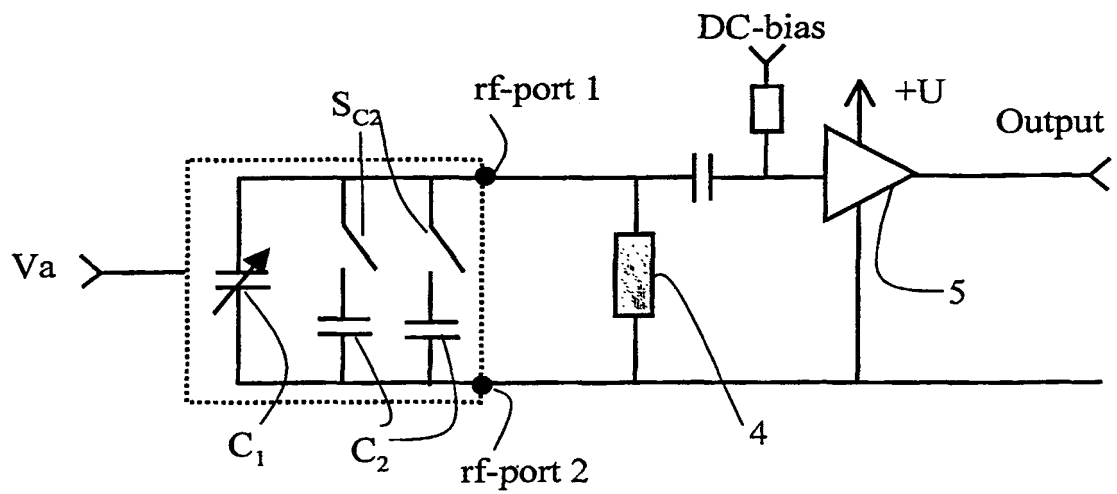 DC-bias
rf-port 1
+U
S_C2
Output
Va
5
C_1
C_2
4
rf-port 2